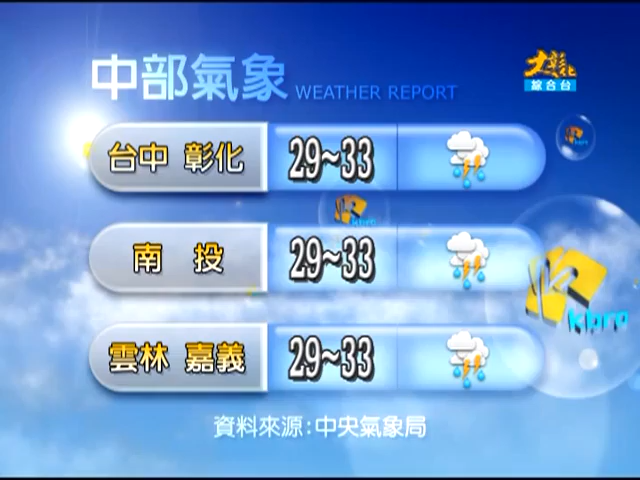 中部氣象 WEATHER REPORT
大彰化
綜合台
台中 彰化 29~33
南 投 29~33
雲林 嘉義 29~33
kbro
kbro
kbro
資料來源:中央氣象局